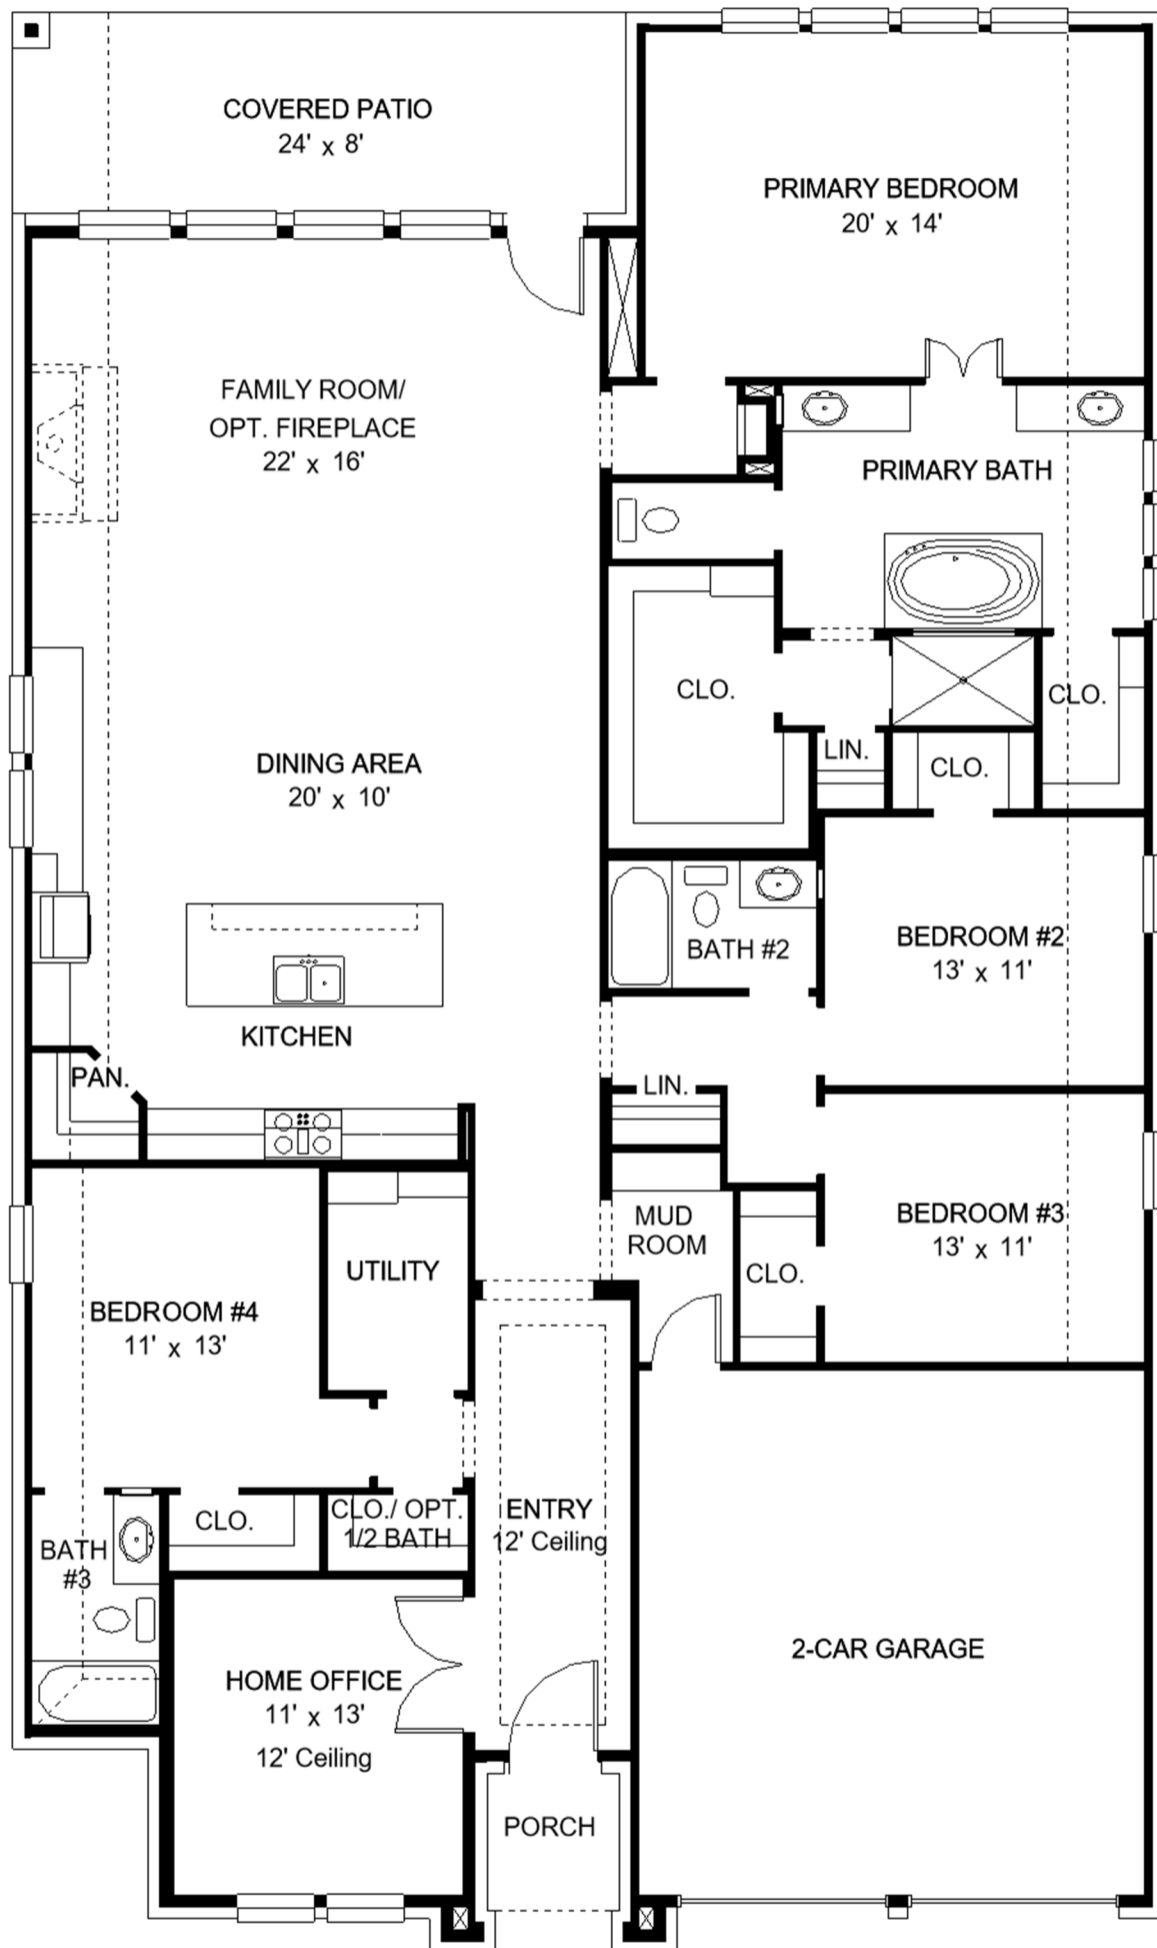 COVERED PATIO
24' x 8'
PRIMARY BEDROOM
20' x 14'
FAMILY ROOM/
OPT. FIREPLACE
22' x 16'
PRIMARY BATH
CLO.
CLO.
LIN.
CLO.
DINING AREA
20' x 10'
BATH #2
BEDROOM #2
13' x 11'
KITCHEN
PAN.
LIN.
MUD
ROOM
BEDROOM #3
13' x 11'
CLO.
UTILITY
BEDROOM #4
11' x 13'
CLO.
CLO./ OPT.
1/2 BATH
ENTRY
12' Ceiling
BATH
#3
HOME OFFICE
11' x 13'
12' Ceiling
2-CAR GARAGE
PORCH